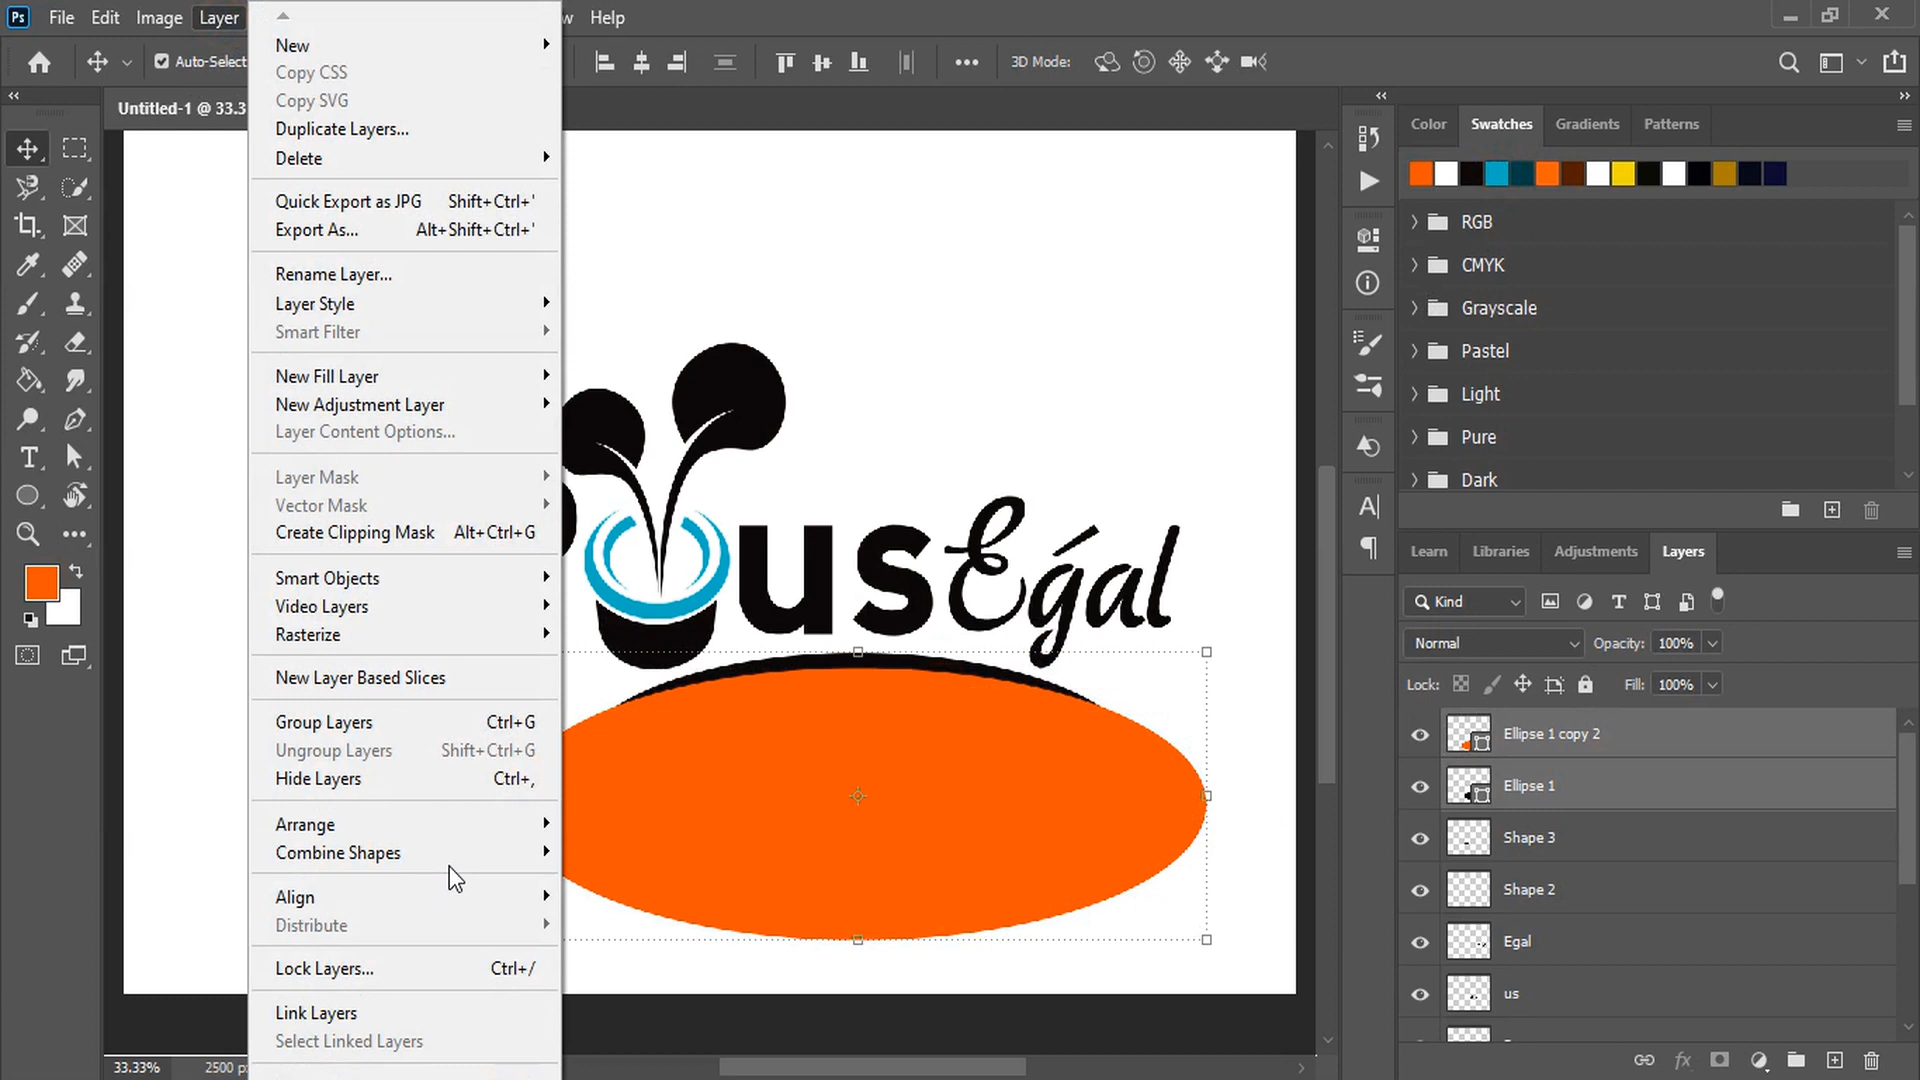 Ps File Edit Image Layer w Help
Auto-Select 3D Mode:
Untitled-1 @ 33.3
New
Copy CSS
Copy SVG
Duplicate Layers...
Delete
Quick Export as JPG Shift+Ctrl+'
Export As... Alt+Shift+Ctrl+'
Rename Layer...
Layer Style
Smart Filter
New Fill Layer
New Adjustment Layer
Layer Content Options...
Layer Mask
Vector Mask
Create Clipping Mask Alt+Ctrl+G
Smart Objects
Video Layers
Rasterize
New Layer Based Slices
Group Layers Ctrl+G
Ungroup Layers Shift+Ctrl+G
Hide Layers Ctrl+,
Arrange
Combine Shapes
Align
Distribute
Lock Layers... Ctrl+/
Link Layers
Select Linked Layers
us Egal
Color Swatches Gradients Patterns
RGB
CMYK
Grayscale
Pastel
Light
Pure
Dark
Learn Libraries Adjustments Layers
Kind
Normal Opacity: 100%
Lock: Fill: 100%
Ellipse 1 copy 2
Ellipse 1
Shape 3
Shape 2
Egal
us
33.33% 2500 p